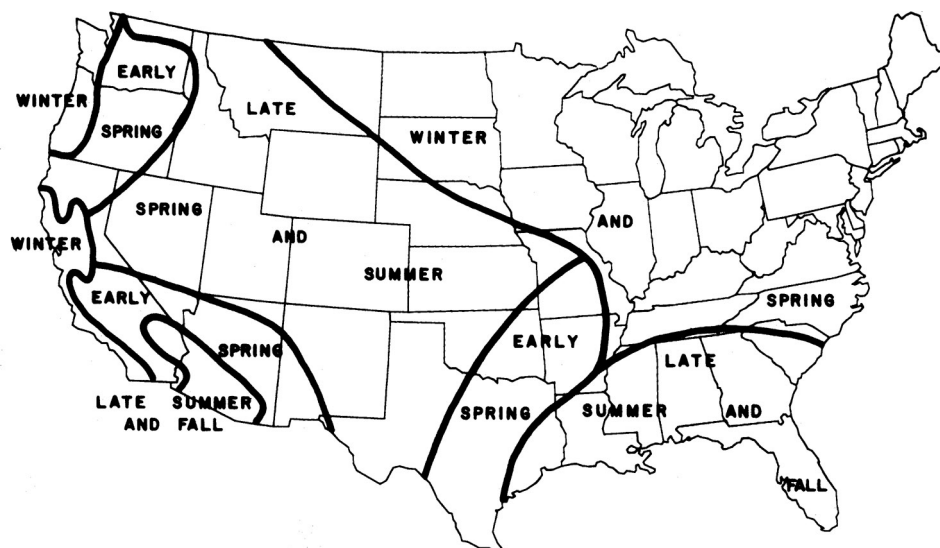 EARLY
WINTER
LATE
SPRING
WINTER
SPRING
AND
AND
WINTER
SUMMER
EARLY
SPRING
EARLY
SPRING
LATE
LATE SUMMER
AND FALL
SPRING
SUMMER
AND
FALL